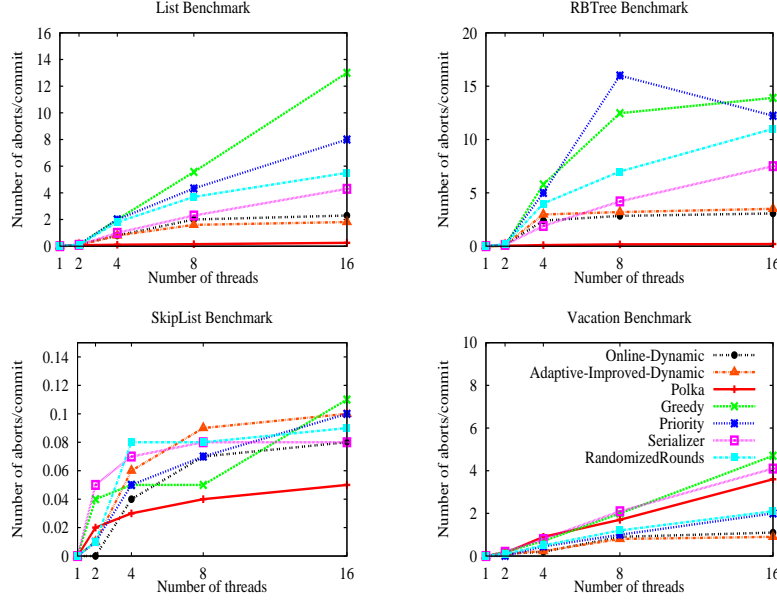 List Benchmark
Number of aborts/commit
16
14
12
10
8
6
4
2
0
1 2 4 8 16
Number of threads
RBTree Benchmark
Number of aborts/commit
20
15
10
5
0
1 2 4 8 16
Number of threads
SkipList Benchmark
Number of aborts/commit
0.14
0.12
0.1
0.08
0.06
0.04
0.02
0
1 2 4 8 16
Number of threads
Vacation Benchmark
Number of aborts/commit
10
8
6
4
2
0
Online-Dynamic
Adaptive-Improved-Dynamic
Polka
Greedy
Priority
Serializer
RandomizedRounds
1 2 4 8 16
Number of threads